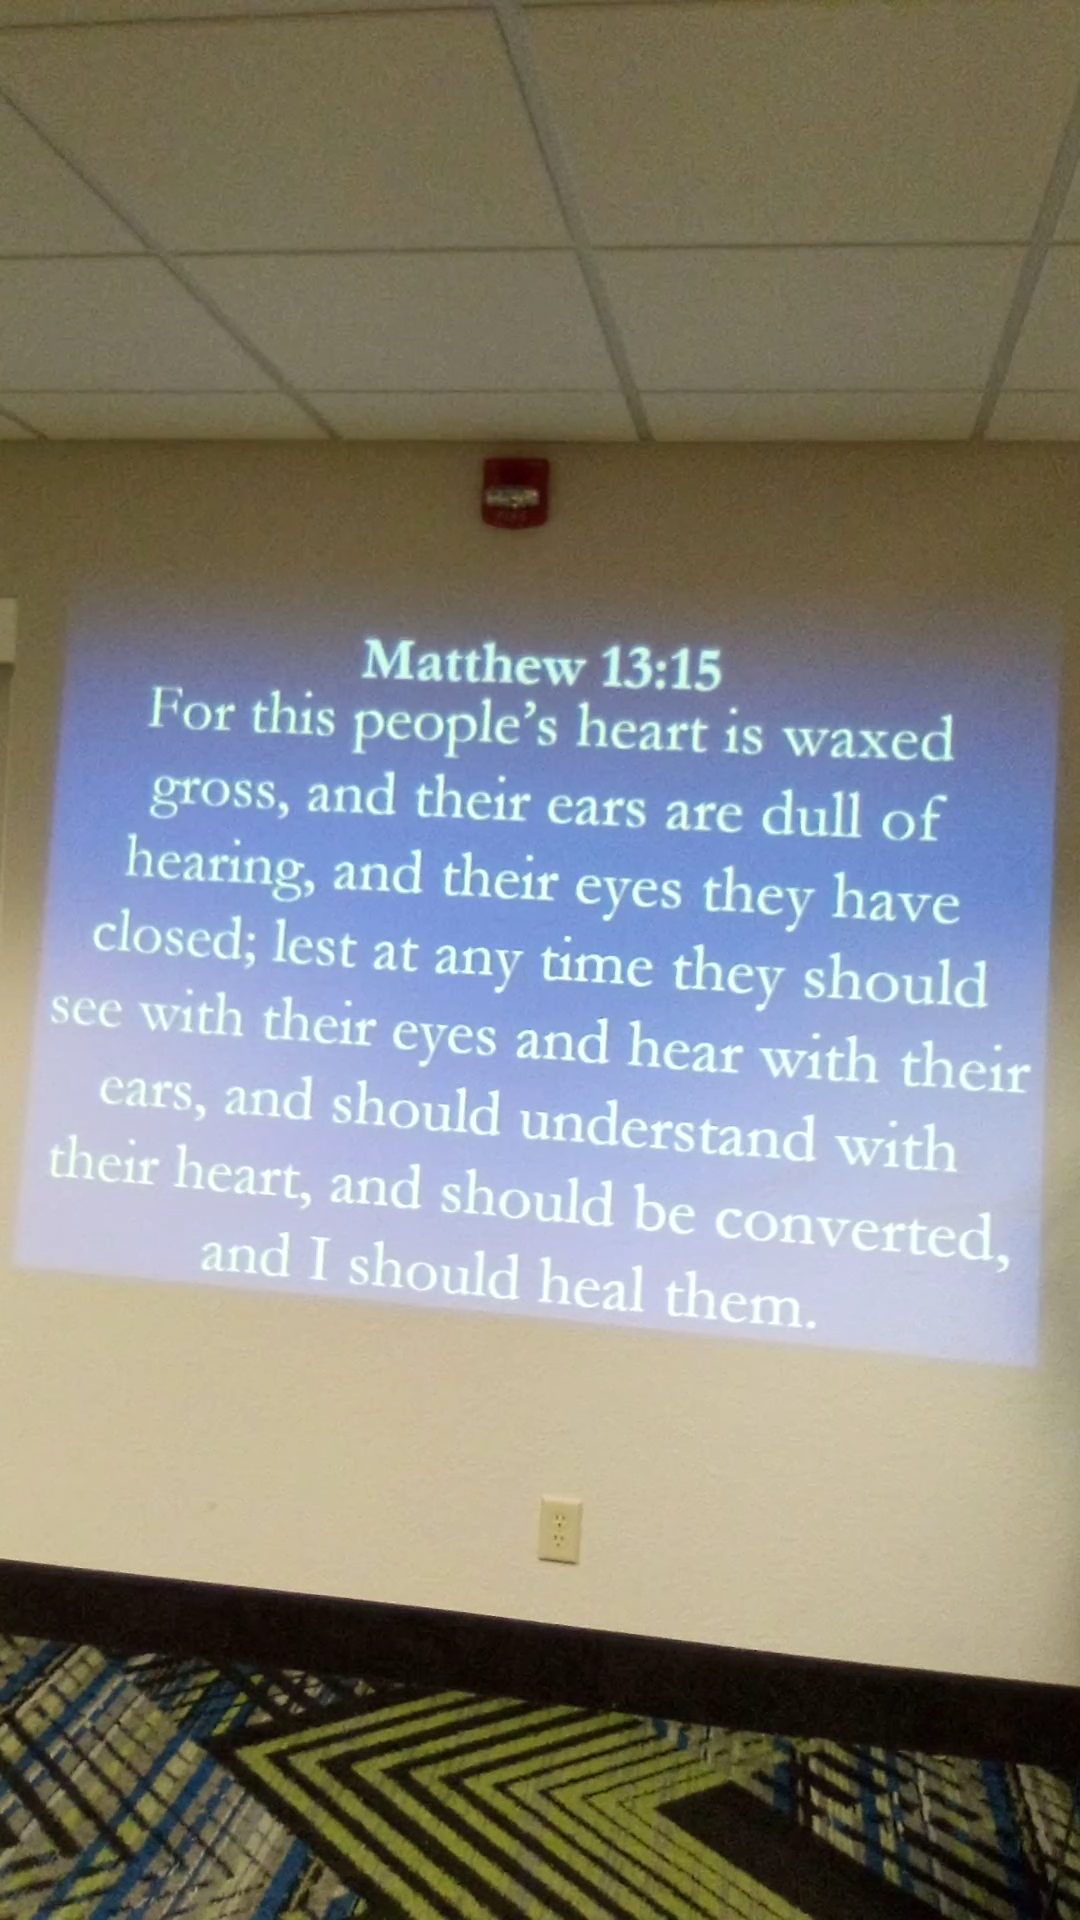 Matthew 13:15
For this people’s heart is waxed
gross, and their ears are dull of
hearing, and their eyes they have
closed; lest at any time they should
see with their eyes and hear with their
ears, and should understand with
their heart, and should be converted,
and I should heal them.